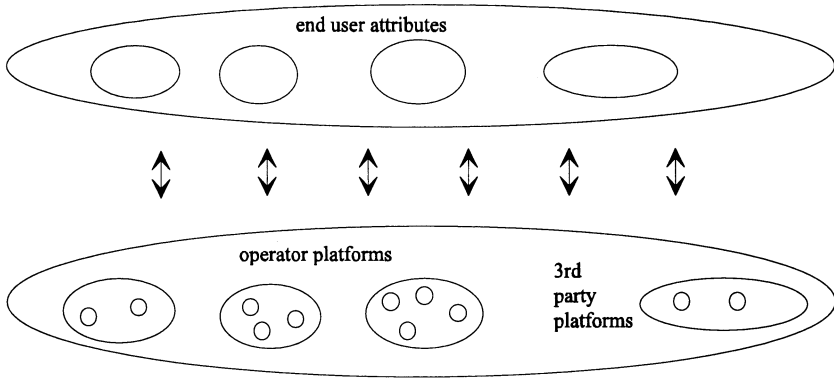 end user attributes
operator platforms
3rd
party
platforms